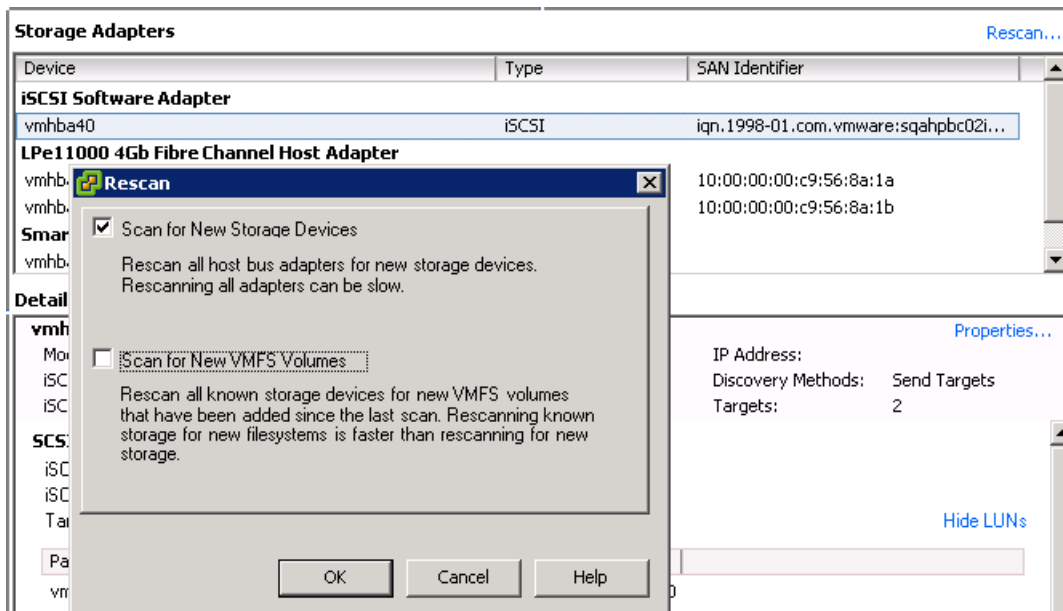 Storage Adapters Rescan...
Device Type SAN Identifier
iSCSI Software Adapter
vmhba40 iSCSI iqn.1998-01.com.vmware:sqahpbc02i...
LPe11000 4Gb Fibre Channel Host Adapter
Rescan
10:00:00:00:c9:56:8a:1a
10:00:00:00:c9:56:8a:1b
Scan for New Storage Devices
Rescan all host bus adapters for new storage devices.
Rescanning all adapters can be slow.
Properties...
Scan for New VMFS Volumes
IP Address:
Discovery Methods: Send Targets
Targets: 2
Rescan all known storage devices for new VMFS volumes
that have been added since the last scan. Rescanning known
storage for new filesystems is faster than rescanning for new
storage.
Hide LUNs
OK Cancel Help